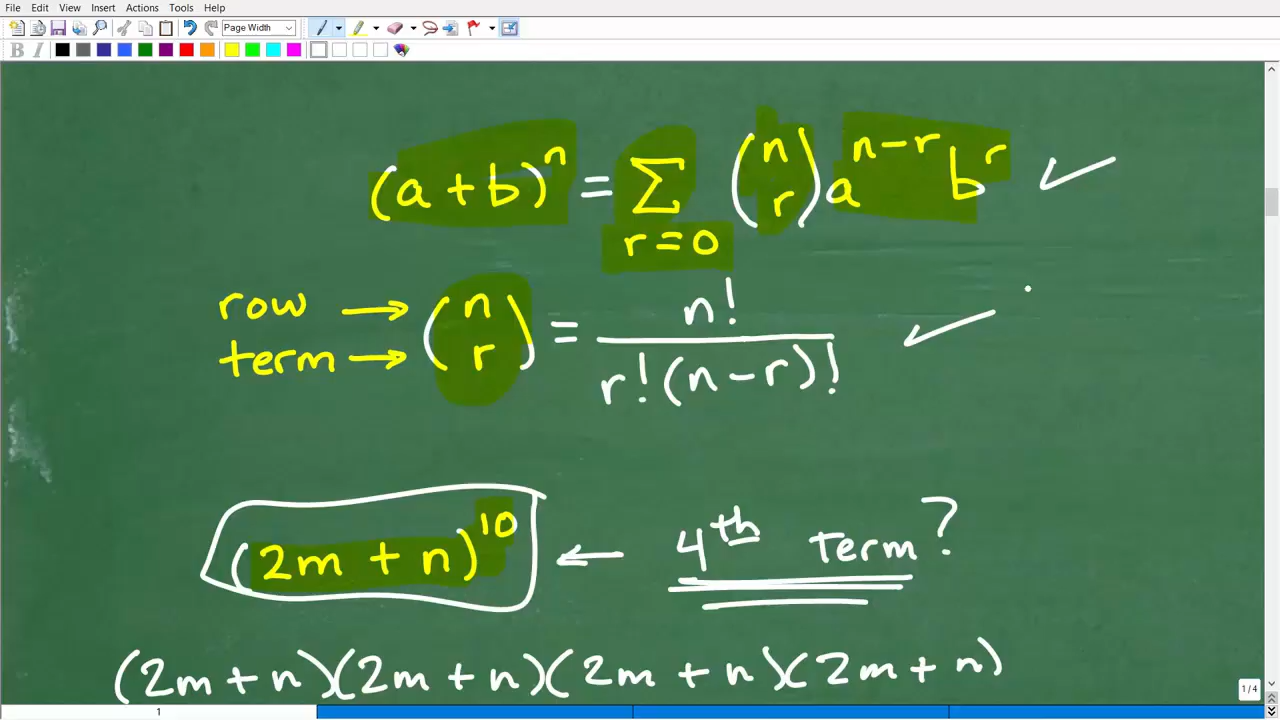 File Edit View Insert Actions Tools Help
Page Width
B I
(a + b)^n = Σ (n r) a^n-r b^r
r = 0
row → (n r) = n! / r!(n-r)!
term →
(2m + n)^10 ← 4th term?
(2m + n)(2m + n)(2m + n)(2m + n)
1/4
1